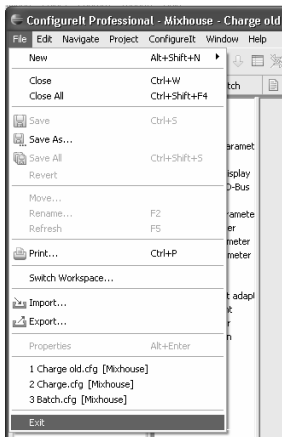 ConfigureIt Professional - Mixhouse - Charge old
File Edit Navigate Project ConfigureIt Window Help
New Alt+Shift+N
Close Ctrl+W
Close All Ctrl+Shift+F4
tch
Save Ctrl+S
Save As...
aramet
Save All Ctrl+Shift+S
Revert
isplay
O-Bus
Move...
Rename... F2
ramete
Refresh F5
er
meter
Print... Ctrl+P
meter
Switch Workspace...
Import...
t adapl
Export...
r
Properties Alt+Enter
n
1 Charge old.cfg [Mixhouse]
2 Charge.cfg [Mixhouse]
3 Batch.cfg [Mixhouse]
Exit